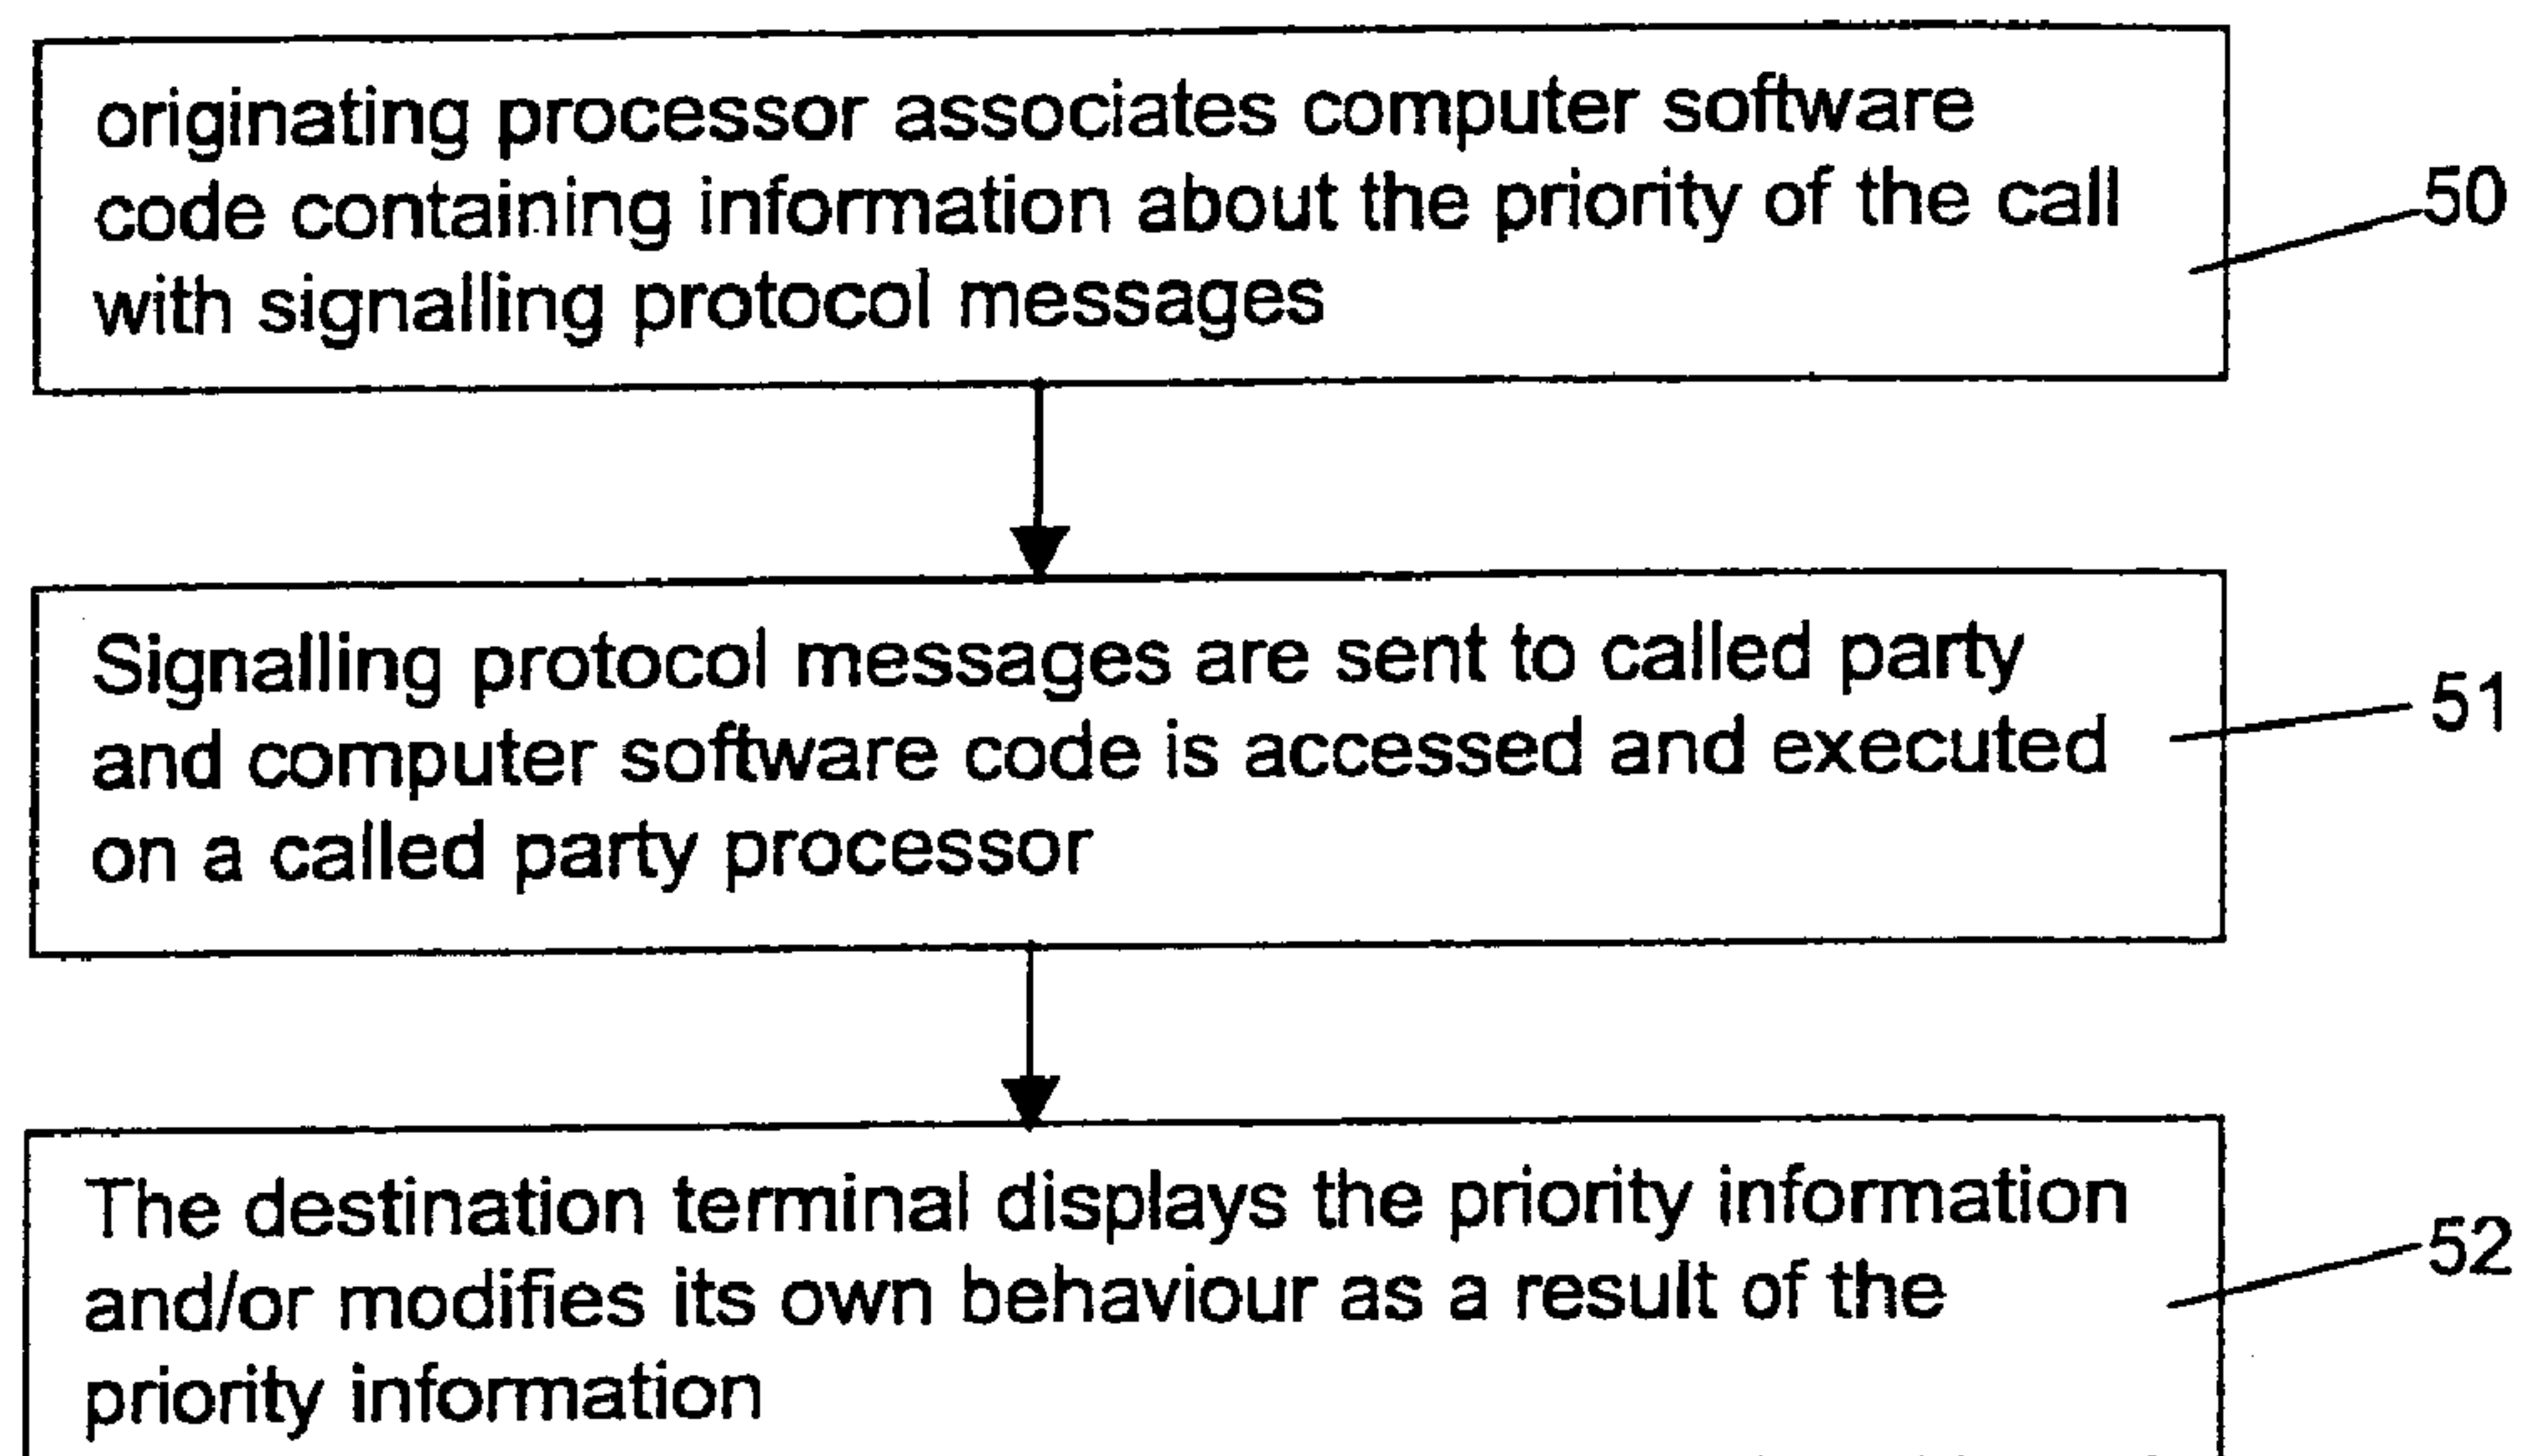 originating processor associates computer software
code containing information about the priority of the call
with signalling protocol messages
50
Signalling protocol messages are sent to called party
and computer software code is accessed and executed
on a called party processor
51
The destination terminal displays the priority information
and/or modifies its own behaviour as a result of the
priority information
52